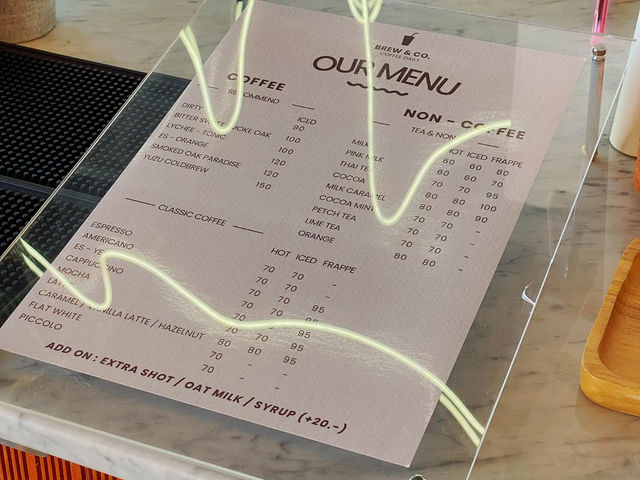 BREW & CO.
COFFEE DAILY
OUR MENU
COFFEE
RECOMMEND
ICED
DIRTY 90
BITTER SWEET SMOKE OAK 100
LYCHEE - TONIC 100
ES - ORANGE 120
SMOKED OAK PARADISE 120
YUZU COLDBREW 150
CLASSIC COFFEE
HOT ICED FRAPPE
ESPRESSO 70 70 -
AMERICANO 70 70 -
ES - 70 70 95
CAPPUCCINO 70 70 95
MOCHA 70 95
80 80 95
CARAMEL / VANILLA LATTE / HAZELNUT
FLAT WHITE 70 - -
PICCOLO 70 - -
ADD ON : EXTRA SHOT / OAT MILK / SYRUP (+20.-)
NON - COFFEE
TEA & NON
HOT ICED FRAPPE
MILK 60 60 80
PINK MILK 60 60 70
THAI TEA 70 70 95
COCOA 80 80 100
MILK CARAMEL 70 80 90
COCOA MINT 70 -
PETCH TEA 70 70 -
LIME TEA 70 70 -
ORANGE 80 80 -